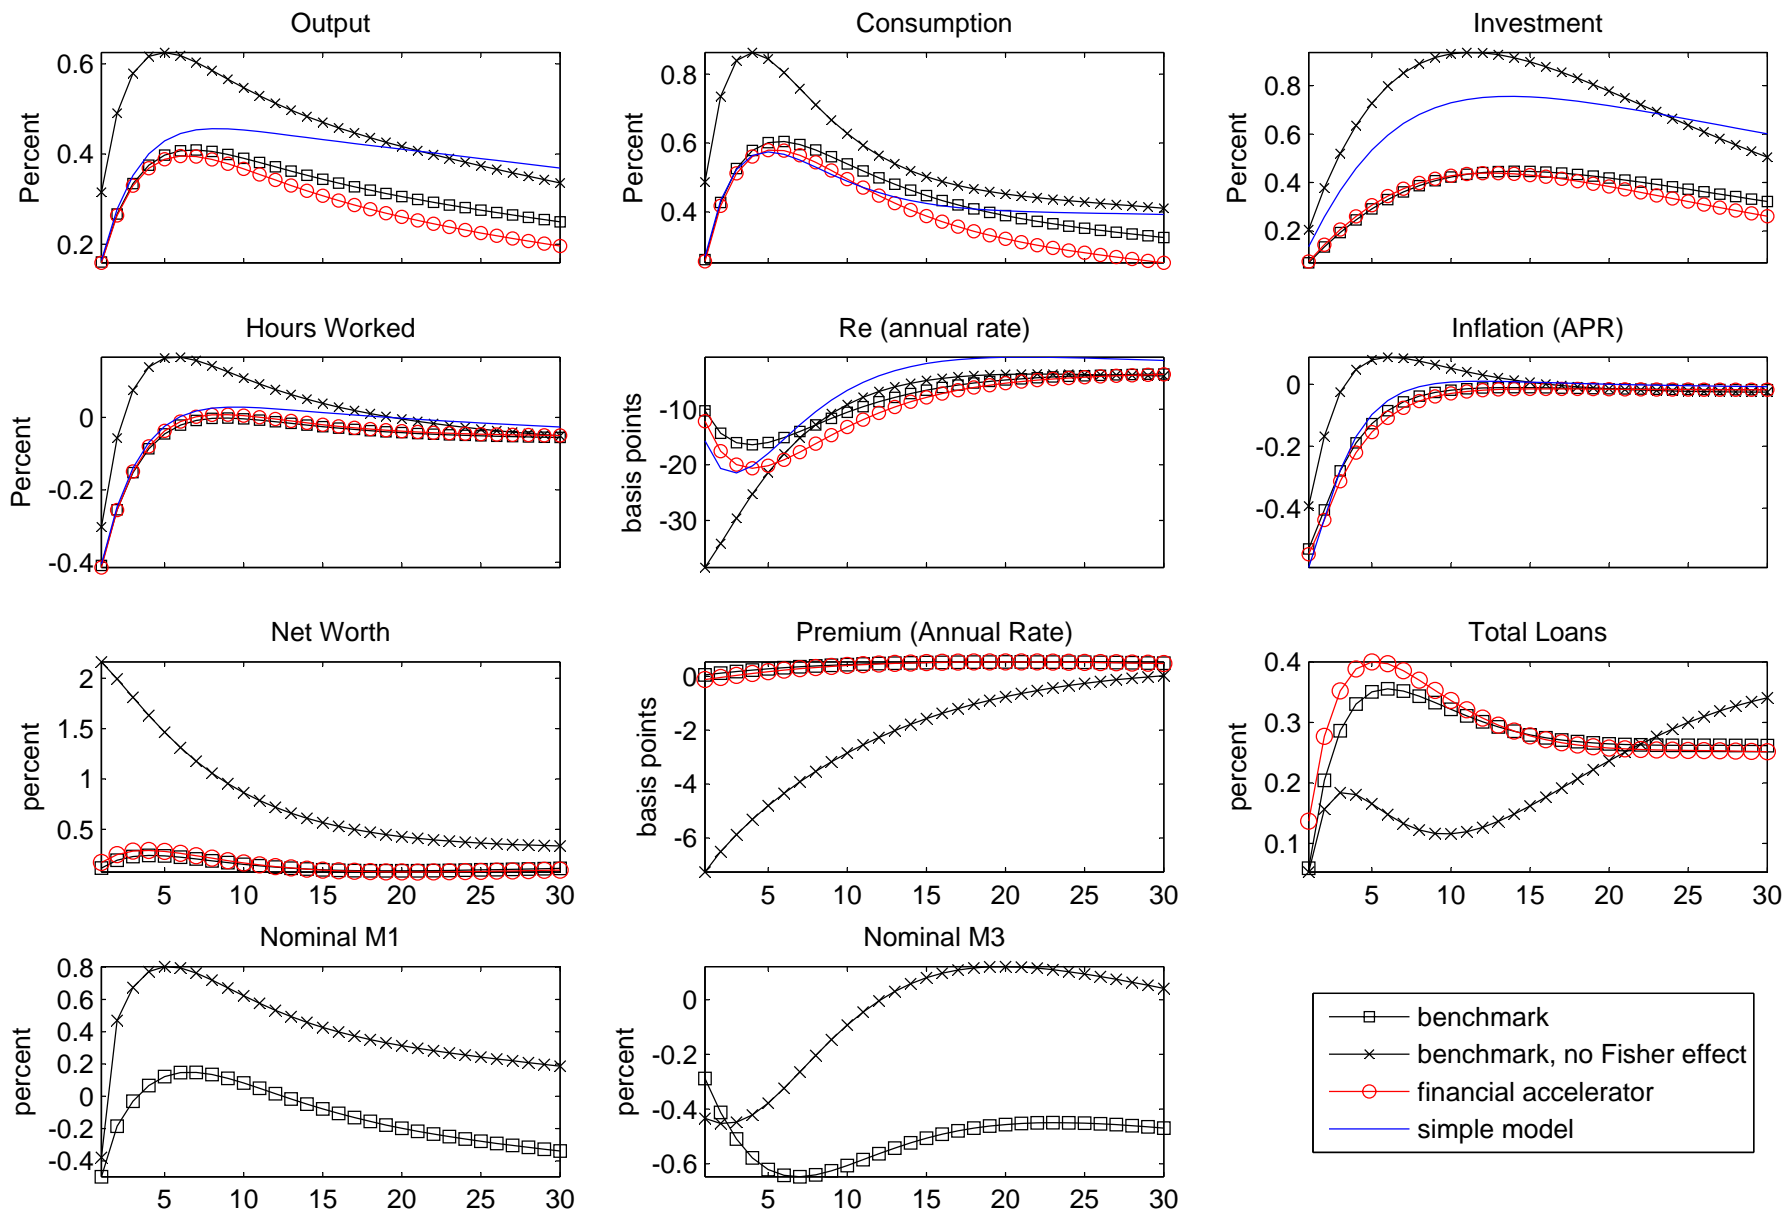 Output
Consumption
Investment
Percent
0.6
0.4
0.2
Percent
0.8
0.6
0.4
Percent
0.8
0.6
0.4
0.2
Hours Worked
Re (annual rate)
Inflation (APR)
Percent
0
-0.2
-0.4
basis points
-10
-20
-30
0
-0.2
-0.4
Net Worth
Premium (Annual Rate)
Total Loans
percent
2
1.5
1
0.5
5 10 15 20 25 30
basis points
0
-2
-4
-6
percent
0.4
0.3
0.2
0.1
5 10 15 20 25 30
Nominal M1
Nominal M3
percent
0.8
0.6
0.4
0.2
0
-0.2
-0.4
5 10 15 20 25 30
percent
0
-0.2
-0.4
-0.6
5 10 15 20 25 30
benchmark
benchmark, no Fisher effect
financial accelerator
simple model